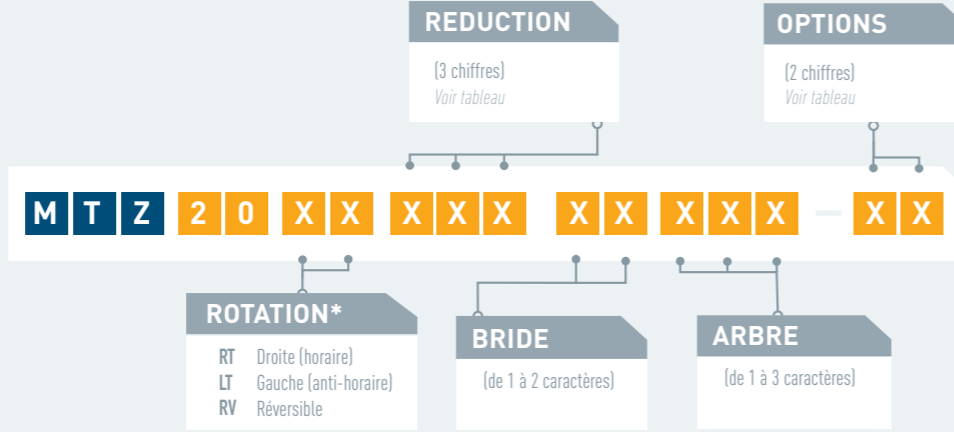 REDUCTION
(3 chiffres)
Voir tableau
OPTIONS
(2 chiffres)
Voir tableau
M T Z 2 0 X X X X X X X X X X – X X
ROTATION*
RT Droite (horaire)
LT Gauche (anti-horaire)
RV Réversible
BRIDE
(de 1 à 2 caractères)
ARBRE
(de 1 à 3 caractères)